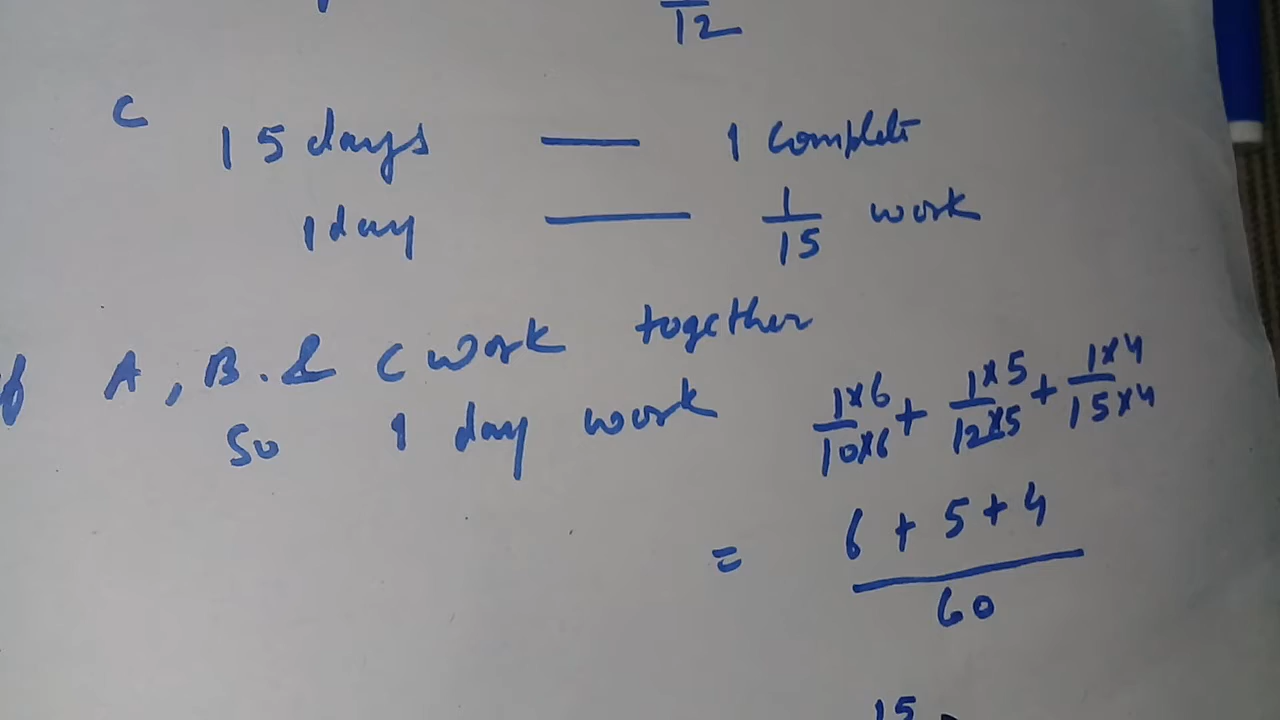 12
C
15 days — 1 complete
1 day — 1/15 work
If A, B. & C work together
So 1 day work 1×6/10×6 + 1×5/12×5 + 1×4/15×4
= 6 + 5 + 4 / 60
15